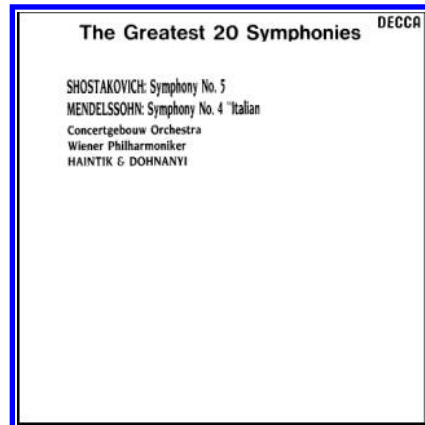 The Greatest 20 Symphonies
DECCA
SHOSTAKOVICH: Symphony No. 5
MENDELSSOHN: Symphony No. 4 "Italian
Concertgebouw Orchestra
Wiener Philharmoniker
HAINTIK & DOHNANYI